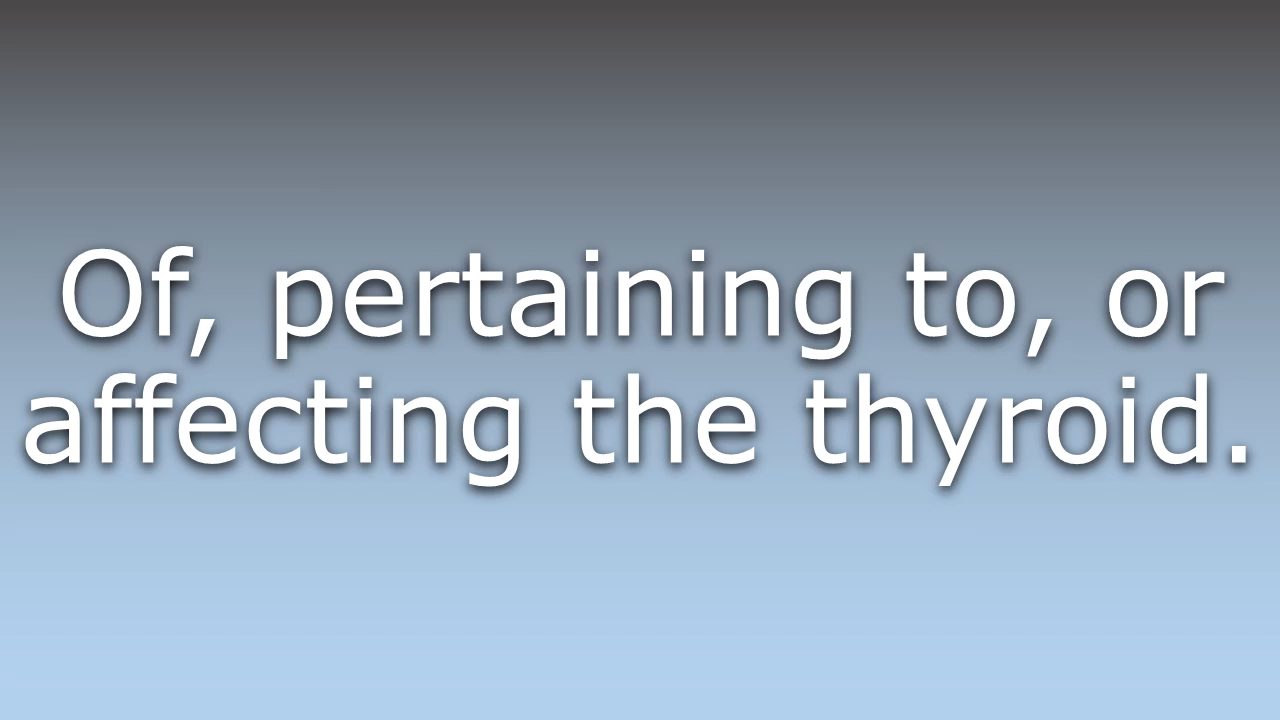 Of, pertaining to, or
affecting the thyroid.